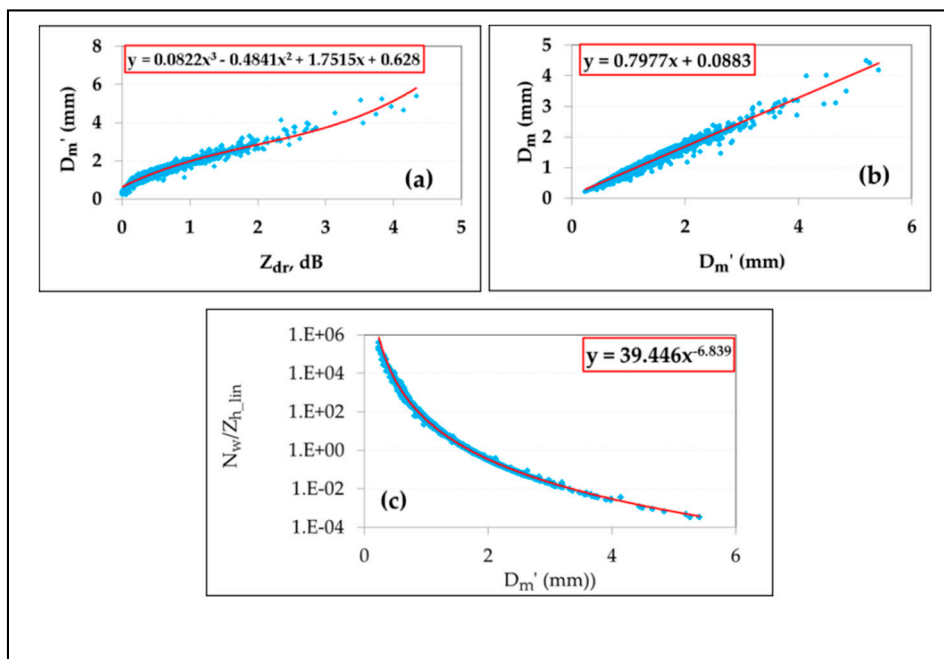 y = 0.0822x³ - 0.4841x² + 1.7515x + 0.628
8
6
4
2
0
Dm' (mm)
0 1 2 3 4 5
Zdr, dB
(a)
y = 0.7977x + 0.0883
5
4
3
2
1
0
Dm (mm)
0 2 4 6
Dm' (mm)
(b)
y = 39.446x^-6.839
1.E+06
1.E+04
1.E+02
1.E+00
1.E-02
1.E-04
Nw/Zh_lin
0 2 4 6
Dm' (mm))
(c)